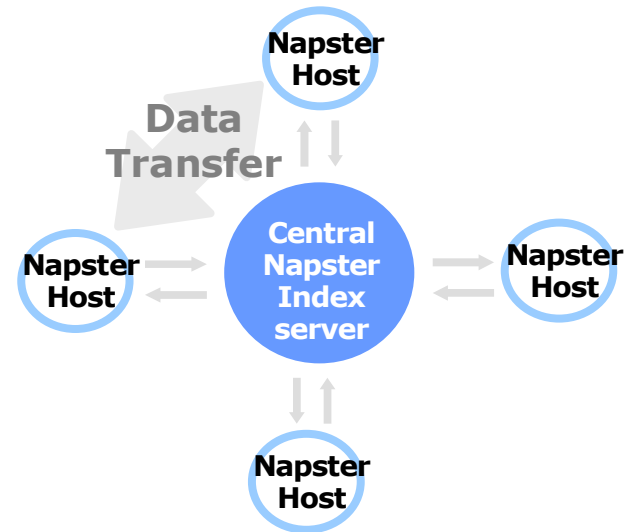 Napster
Host
Data
Transfer
Central
Napster
Index
server
Napster
Host
Napster
Host
Napster
Host